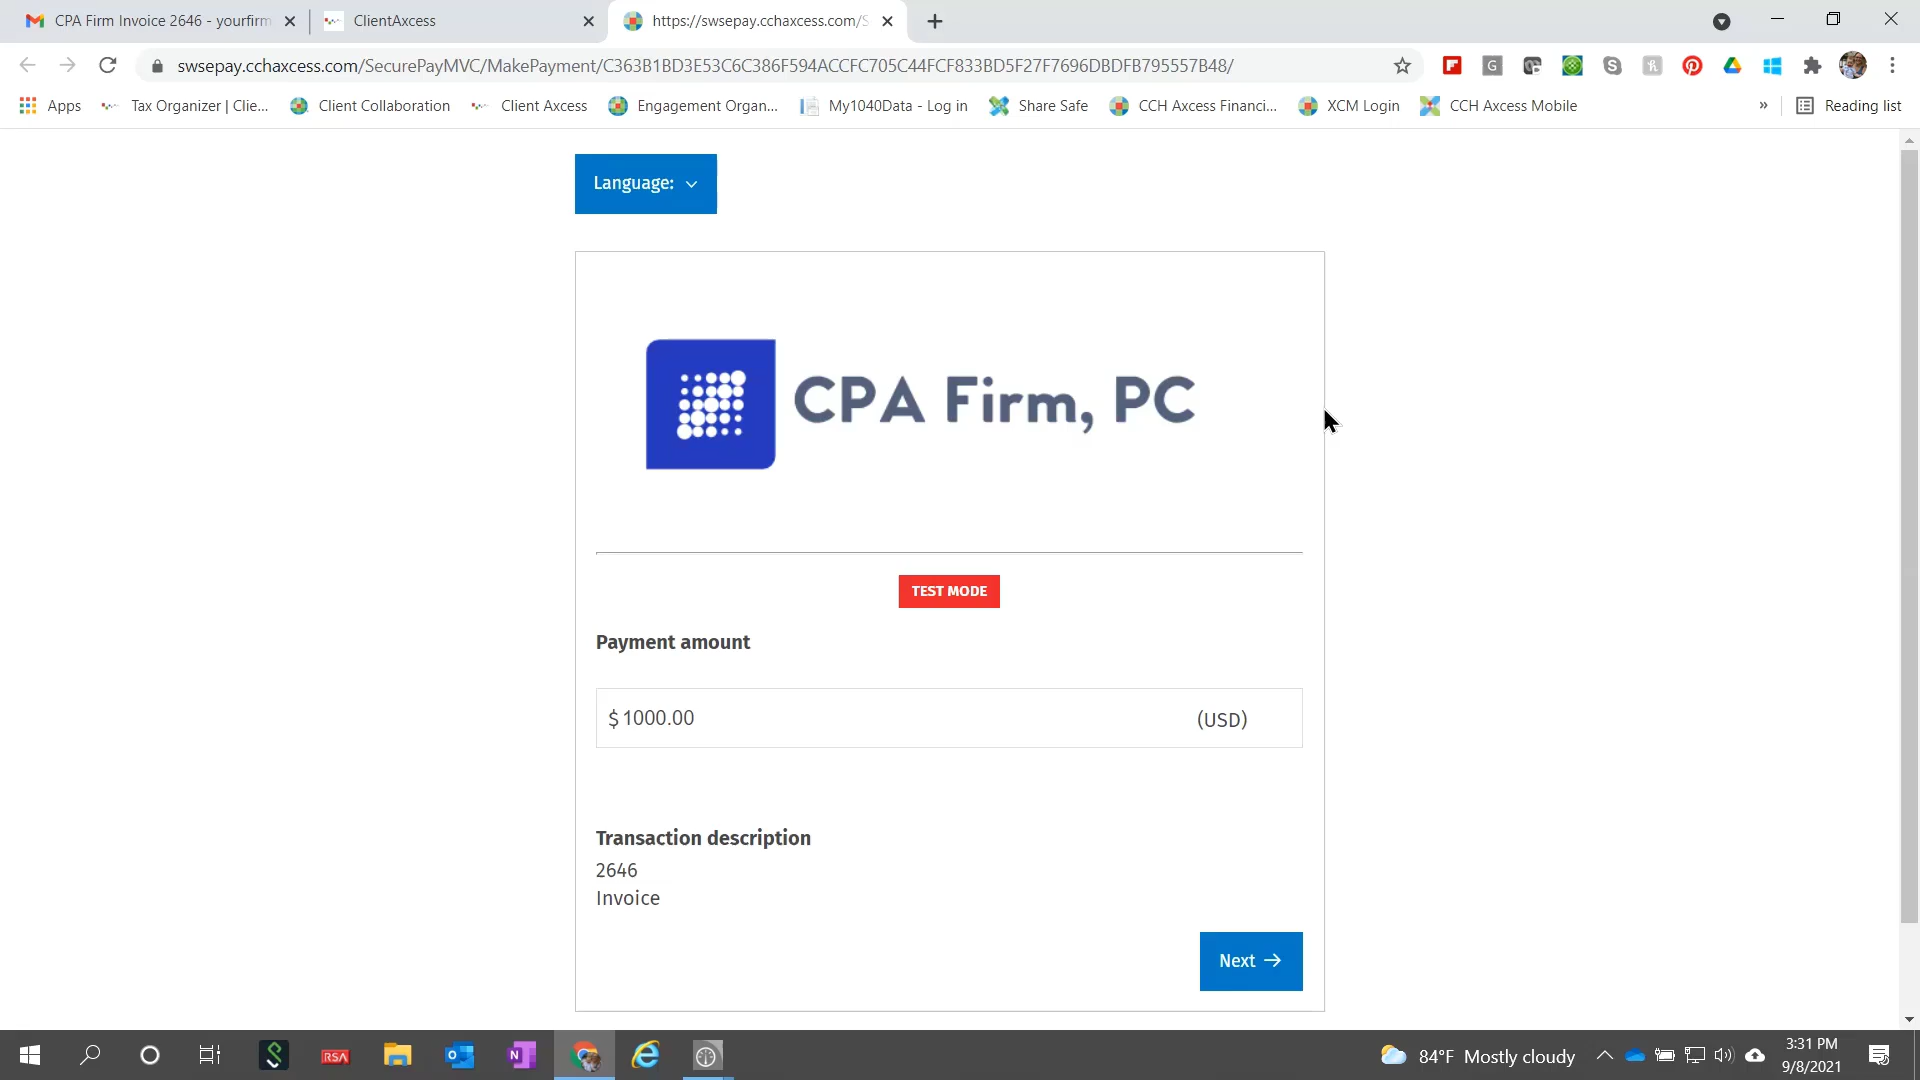 CPA Firm Invoice 2646 - yourfirm
ClientAxcess
https://swsepay.cchaxcess.com/S
swsepay.cchaxcess.com/SecurePayMVC/MakePayment/C363B1BD3E53C6C386F594ACCFC705C44FCF833BD5F27F7696DBDFB795557B48/
Apps
Tax Organizer | Clie...
Client Collaboration
Client Axcess
Engagement Organ...
My1040Data - Log in
Share Safe
CCH Axcess Financi...
XCM Login
CCH Axcess Mobile
»
Reading list
Language:
CPA Firm, PC
TEST MODE
Payment amount
$ 1000.00 (USD)
Transaction description
2646
Invoice
Next →
RSA
84°F Mostly cloudy
3:31 PM
9/8/2021